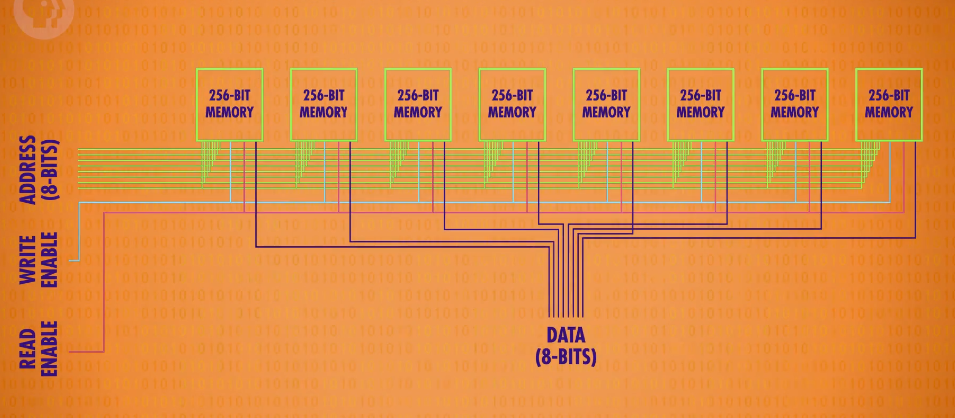 256-BIT
MEMORY
256-BIT
MEMORY
256-BIT
MEMORY
256-BIT
MEMORY
256-BIT
MEMORY
256-BIT
MEMORY
256-BIT
MEMORY
256-BIT
MEMORY
ADDRESS
(8-BITS)
WRITE
ENABLE
READ
ENABLE
DATA
(8-BITS)